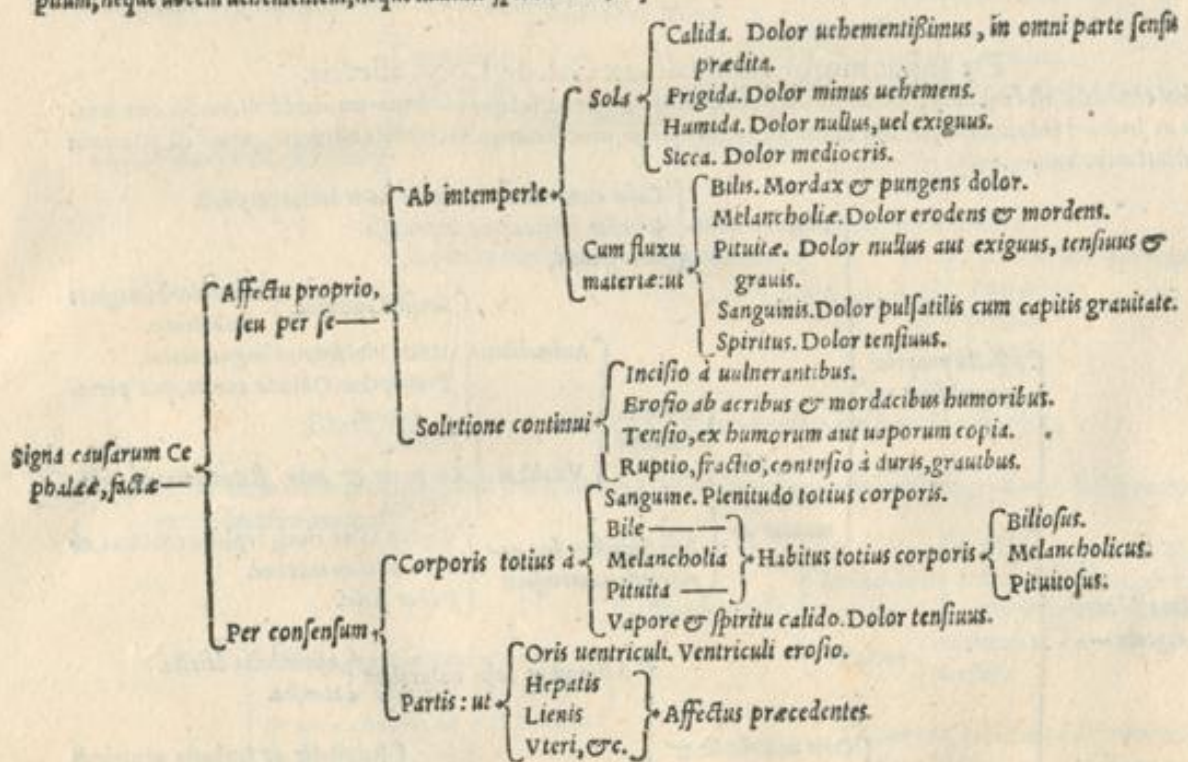 neque
Calida. Dolor uehementißimus, in omni parte ſenſu
prædita.
Sola
Frigida. Dolor minus uehemens.
Humida. Dolor nullus, uel exiguus.
Sicca. Dolor mediocris.
Ab intemperie
Bilis. Mordax & pungens dolor.
Melancholiæ. Dolor erodens & mordens.
Cum fluxu
materiæ: ut
Pituitæ. Dolor nullus aut exiguus, tenſiuus &
grauis.
Sanguinis. Dolor pulſatilis cum capitis grauitate.
Spiritus. Dolor tenſiuus.
Affectu proprio,
ſeu per ſe
Solutione continui
Inciſio à uulnerantibus.
Eroſio ab acribus & mordacibus humoribus.
Tenſio, ex humorum aut uaporum copia.
Ruptio, fractio, contuſio à duris, grauibus.
Signa cauſarum Ce
phalææ, factæ
Sanguine. Plenitudo totius corporis.
Corporis totius à
Bile
Melancholia
Pituita
Habitus totius corporis
Bilioſus.
Melancholicus.
Pituitoſus.
Vapore & ſpiritu calido. Dolor tenſiuus.
Per conſenſum,
Oris uentriculi. Ventriculi eroſio.
Partis: ut
Hepatis
Lienis
Vteri, &c.
Affectus præcedentes.